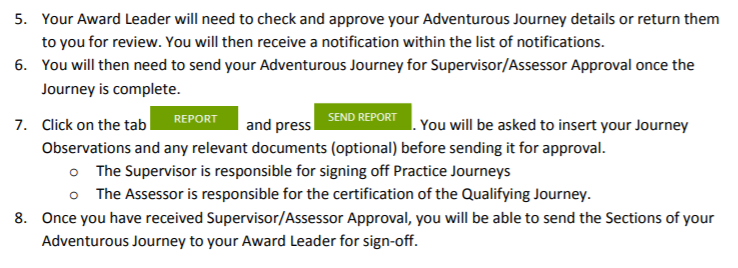 5. Your Award Leader will need to check and approve your Adventurous Journey details or return them
to you for review. You will then receive a notification within the list of notifications.
6. You will then need to send your Adventurous Journey for Supervisor/Assessor Approval once the
Journey is complete.
7. Click on the tab REPORT and press SEND REPORT . You will be asked to insert your Journey
Observations and any relevant documents (optional) before sending it for approval.
o The Supervisor is responsible for signing off Practice Journeys
o The Assessor is responsible for the certification of the Qualifying Journey.
8. Once you have received Supervisor/Assessor Approval, you will be able to send the Sections of your
Adventurous Journey to your Award Leader for sign-off.